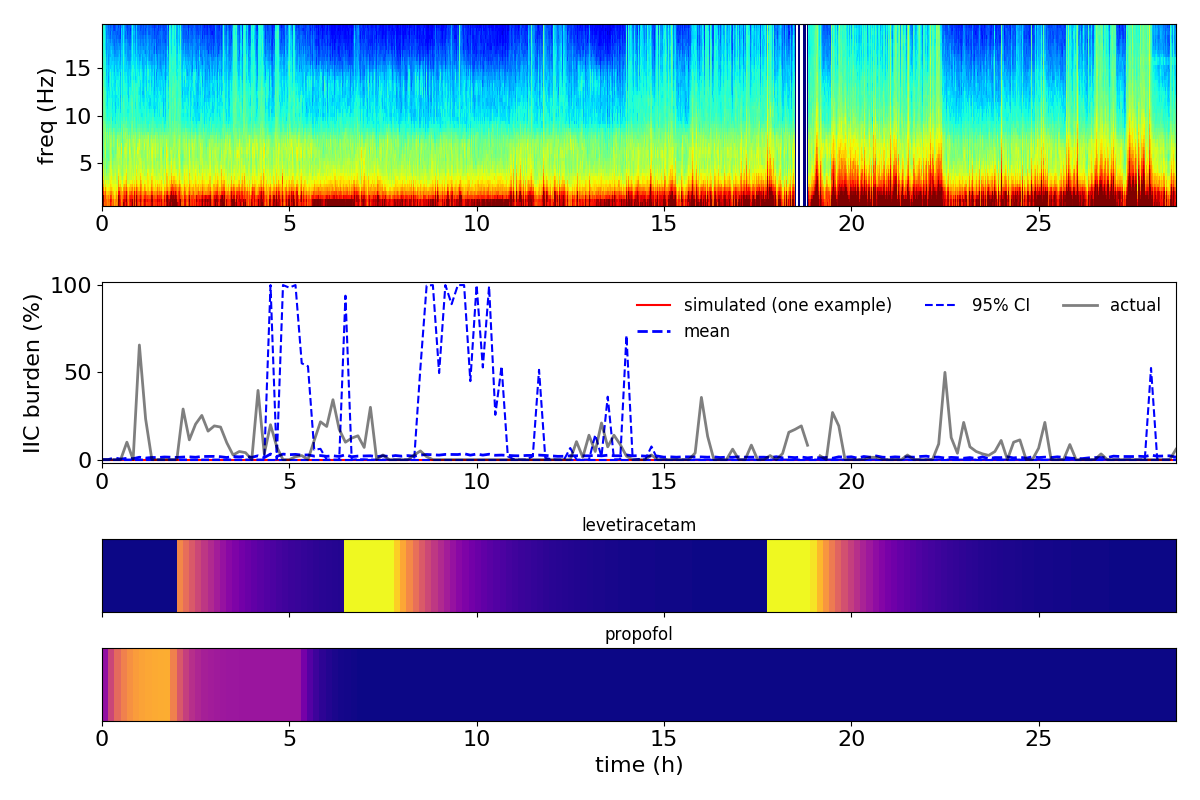 freq (Hz)
15
10
5
0 5 10 15 20 25
IIC burden (%)
100
50
0
simulated (one example)
mean
95% CI
actual
0 5 10 15 20 25
levetiracetam
propofol
0 5 10 15 20 25
time (h)